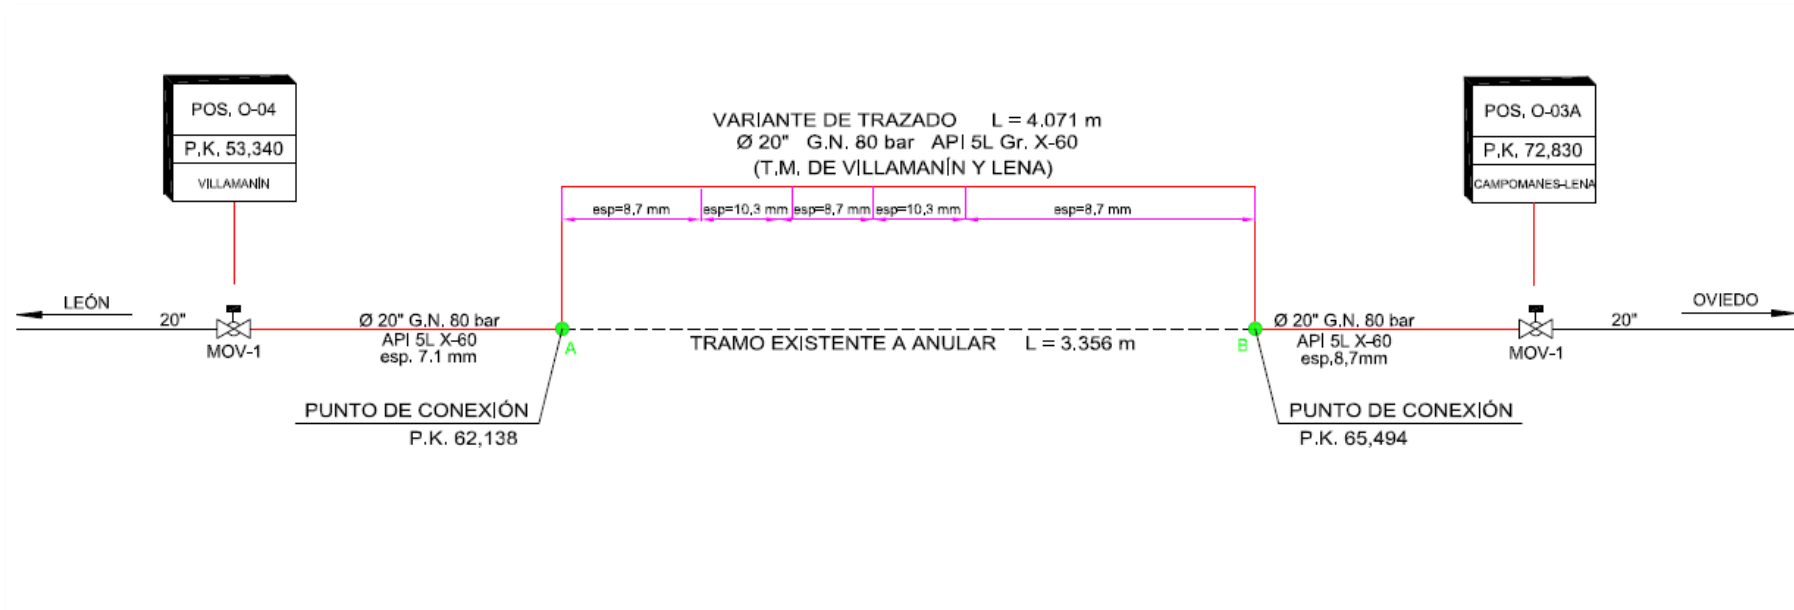 POS. O-04
P.K. 53,340
VILLAMANÍN
VARIANTE DE TRAZADO L = 4.071 m
Ø 20" G.N. 80 bar API 5L Gr. X-60
(T.M. DE VILLAMANÍN Y LENA)
esp=8,7 mm esp=10,3 mm esp=8,7 mm esp=10,3 mm esp=8,7 mm
POS. O-03A
P.K. 72,830
CAMPOMANES-LENA
LEÓN
20"
MOV-1
Ø 20" G.N. 80 bar
API 5L X-60
esp. 7.1 mm
A
TRAMO EXISTENTE A ANULAR L = 3.356 m
B
Ø 20" G.N. 80 bar
API 5L X-60
esp.8,7mm
MOV-1
20"
OVIEDO
PUNTO DE CONEXIÓN
P.K. 62,138
PUNTO DE CONEXIÓN
P.K. 65,494